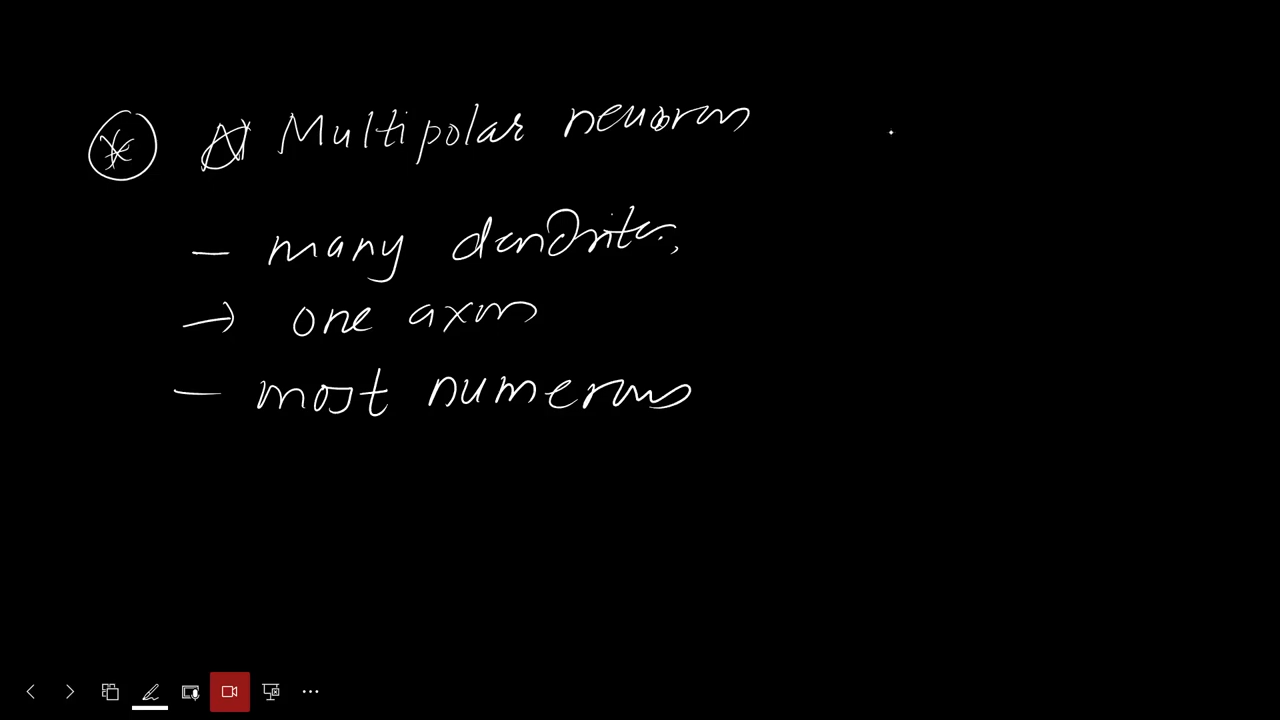 Multipolar neurons
- many dendrites,
→ one axon
- most numerous